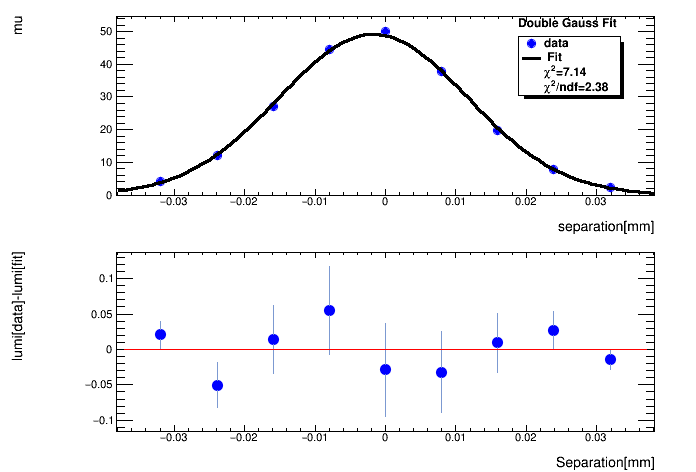 mu
Double Gauss Fit
data
Fit
χ²=7.14
χ²/ndf=2.38
50
40
30
20
10
0
−0.03 −0.02 −0.01 0 0.01 0.02 0.03
separation[mm]
lumi[data]-lumi[fit]
0.1
0.05
0
−0.05
−0.1
−0.03 −0.02 −0.01 0 0.01 0.02 0.03
Separation[mm]